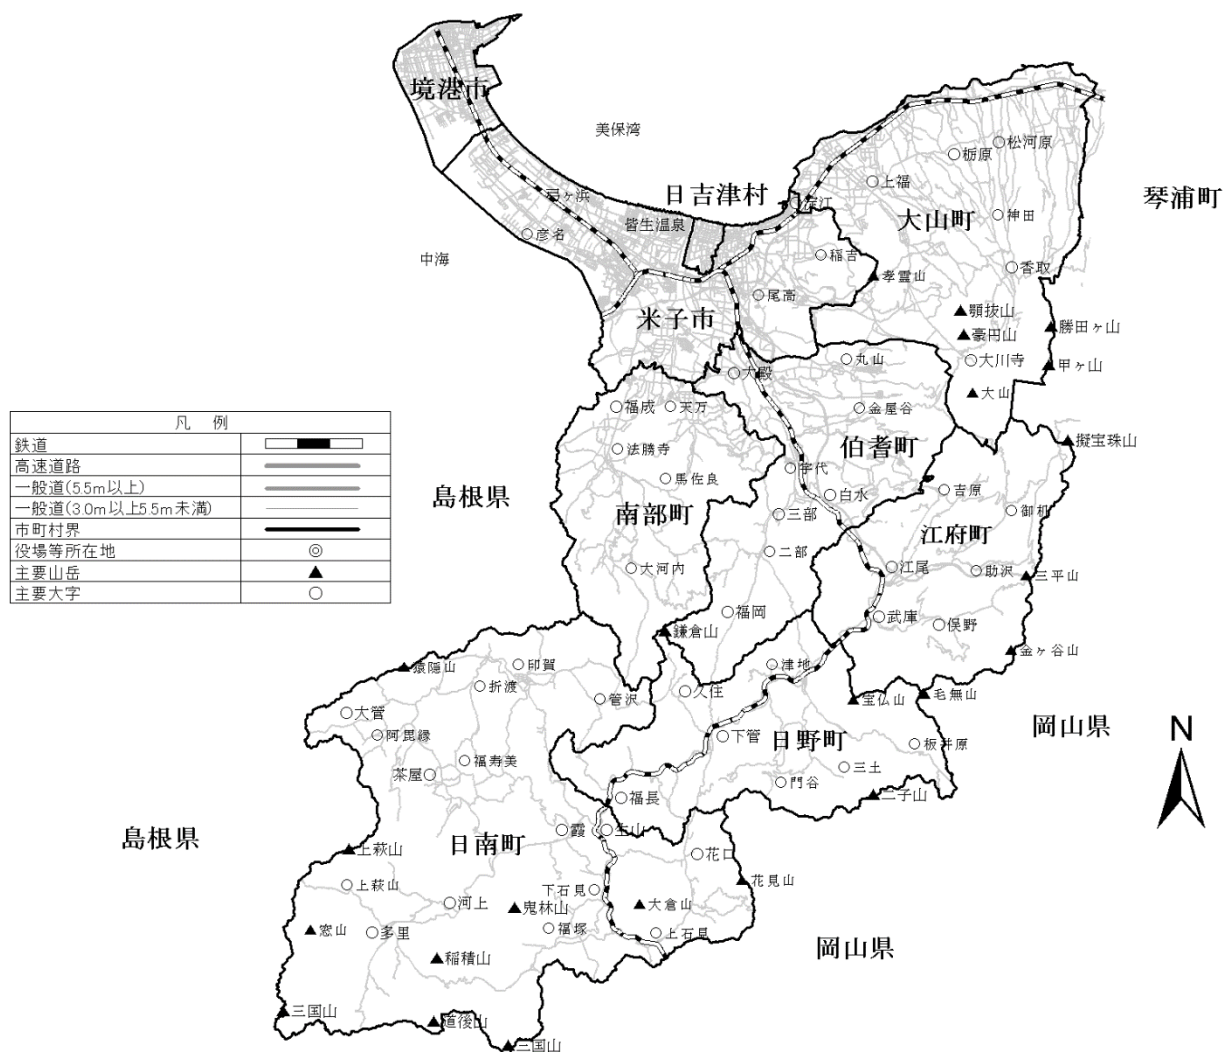 境港市
美保湾
松河原
栃原
上福
日吉津村
琴浦町
弓ヶ浜
淀江
大山町
神田
皆生温泉
彦名
中海
稲吉
香取
孝霊山
尾高
米子市
顎抜山
勝田ヶ山
豪円山
丸山
大川寺
甲ヶ山
大殿
大山
福成
天万
金屋谷
凡 例
鉄道
高速道路
一般道(5.5m以上)
一般道(3.0m以上5.5m未満)
市町村界
役場等所在地
主要山岳
主要大字
法勝寺
伯耆町
擬宝珠山
宇代
馬佐良
島根県
吉原
白水
南部町
三部
御机
江府町
二部
大河内
江尾
助沢
三平山
福岡
武庫
俣野
鎌倉山
金ヶ谷山
猿隠山
印賀
津地
折渡
菅沢
久住
宝仏山
毛無山
大菅
岡山県
N
阿毘縁
下菅
日野町
板井原
福寿美
茶屋
三土
門谷
福長
二子山
島根県
霞
生山
日南町
上萩山
花口
上萩山
花見山
下石見
河上
鬼林山
大倉山
窓山
多里
福塚
上石見
岡山県
稲積山
三国山
道後山
三国山